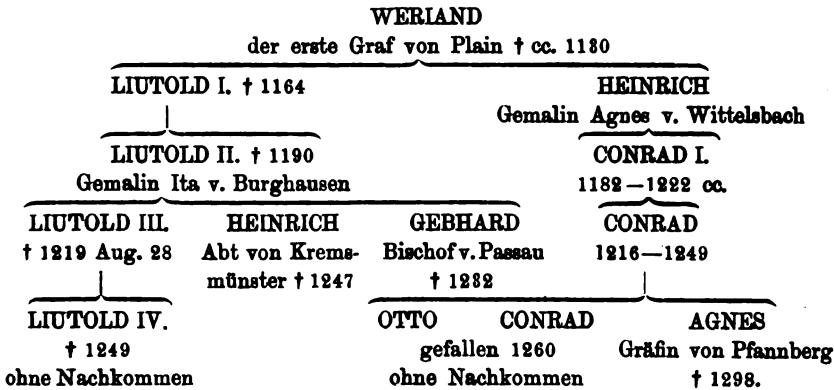 WERIAND
der erste Graf von Plain † cc. 1130
LIUTOLD I. † 1164 HEINRICH
Gemalin Agnes v. Wittelsbach
LIUTOLD II. † 1190 CONRAD I.
Gemalin Ita v. Burghausen 1182—1222 cc.
LIUTOLD III. HEINRICH GEBHARD CONRAD
† 1219 Aug. 28 Abt von Krems- Bischof v. Passau 1216—1249
münster † 1247 † 1232
LIUTOLD IV. OTTO CONRAD AGNES
† 1249 gefallen 1260 Gräfin von Pfannberg
ohne Nachkommen ohne Nachkommen † 1298.